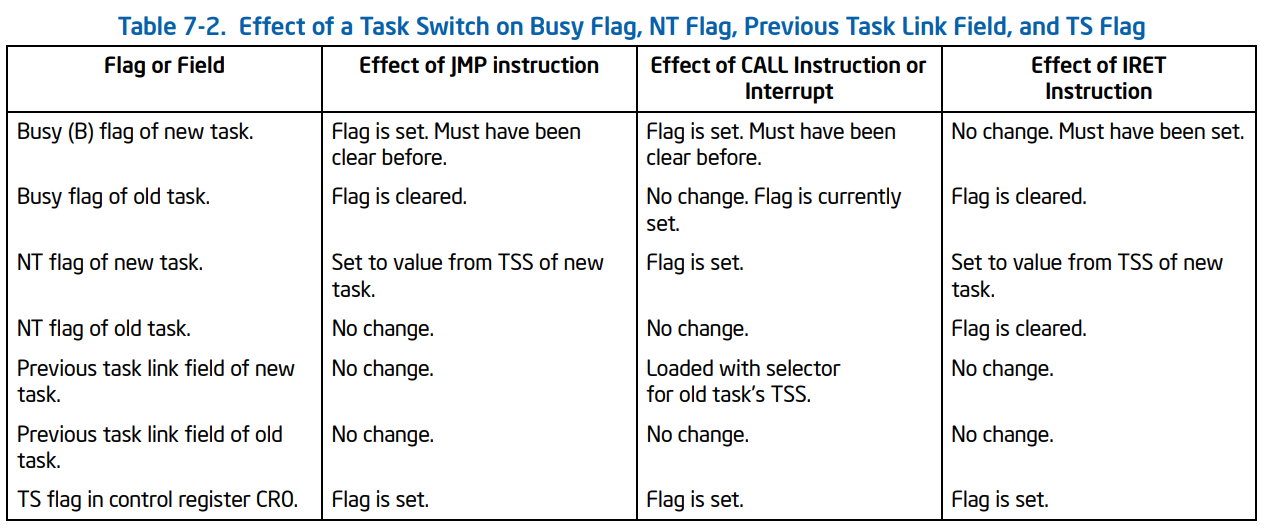 Table 7-2. Effect of a Task Switch on Busy Flag, NT Flag, Previous Task Link Field, and TS Flag
Flag or Field
Effect of JMP instruction
Effect of CALL Instruction or
Interrupt
Effect of IRET
Instruction
Busy (B) flag of new task.
Flag is set. Must have been
clear before.
Flag is set. Must have been
clear before.
No change. Must have been set.
Busy flag of old task.
Flag is cleared.
No change. Flag is currently
set.
Flag is cleared.
NT flag of new task.
Set to value from TSS of new
task.
Flag is set.
Set to value from TSS of new
task.
NT flag of old task.
No change.
No change.
Flag is cleared.
Previous task link field of new
task.
No change.
Loaded with selector
for old task's TSS.
No change.
Previous task link field of old
task.
No change.
No change.
No change.
TS flag in control register CR0.
Flag is set.
Flag is set.
Flag is set.